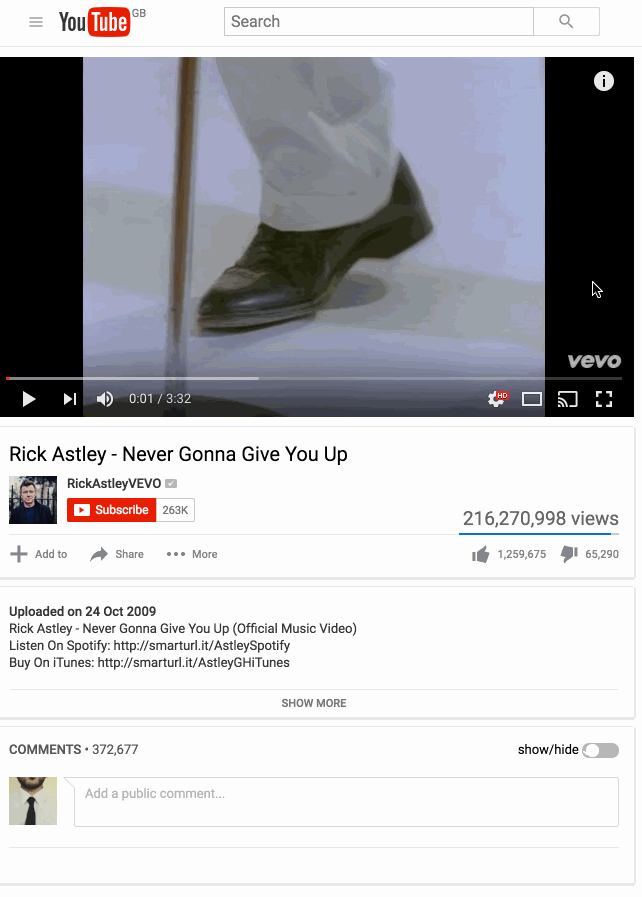 YouTube GB
Search
i
vevo
HD
0:01 / 3:32
Rick Astley - Never Gonna Give You Up
RickAstleyVEVO
Subscribe 263K
216,270,998 views
Add to Share More
1,259,675 65,290
Uploaded on 24 Oct 2009
Rick Astley - Never Gonna Give You Up (Official Music Video)
Listen On Spotify: http://smarturl.it/AstleySpotify
Buy On iTunes: http://smarturl.it/AstleyGHiTunes
SHOW MORE
COMMENTS • 372,677
show/hide
Add a public comment...